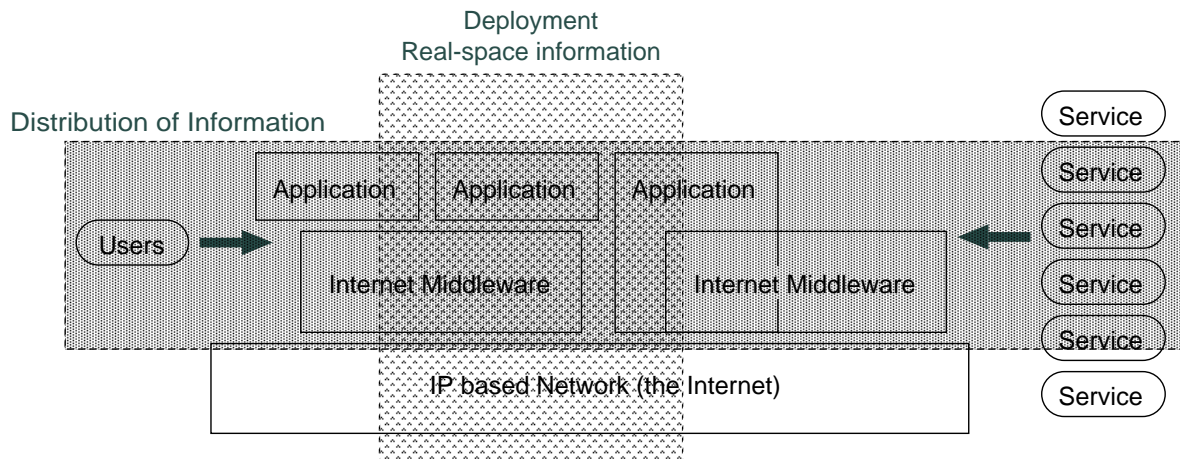 Deployment
Real-space information
Distribution of Information
Service
Service
Application
Application
Application
Service
Users
Internet Middleware
Internet Middleware
Service
Service
IP based Network (the Internet)
Service